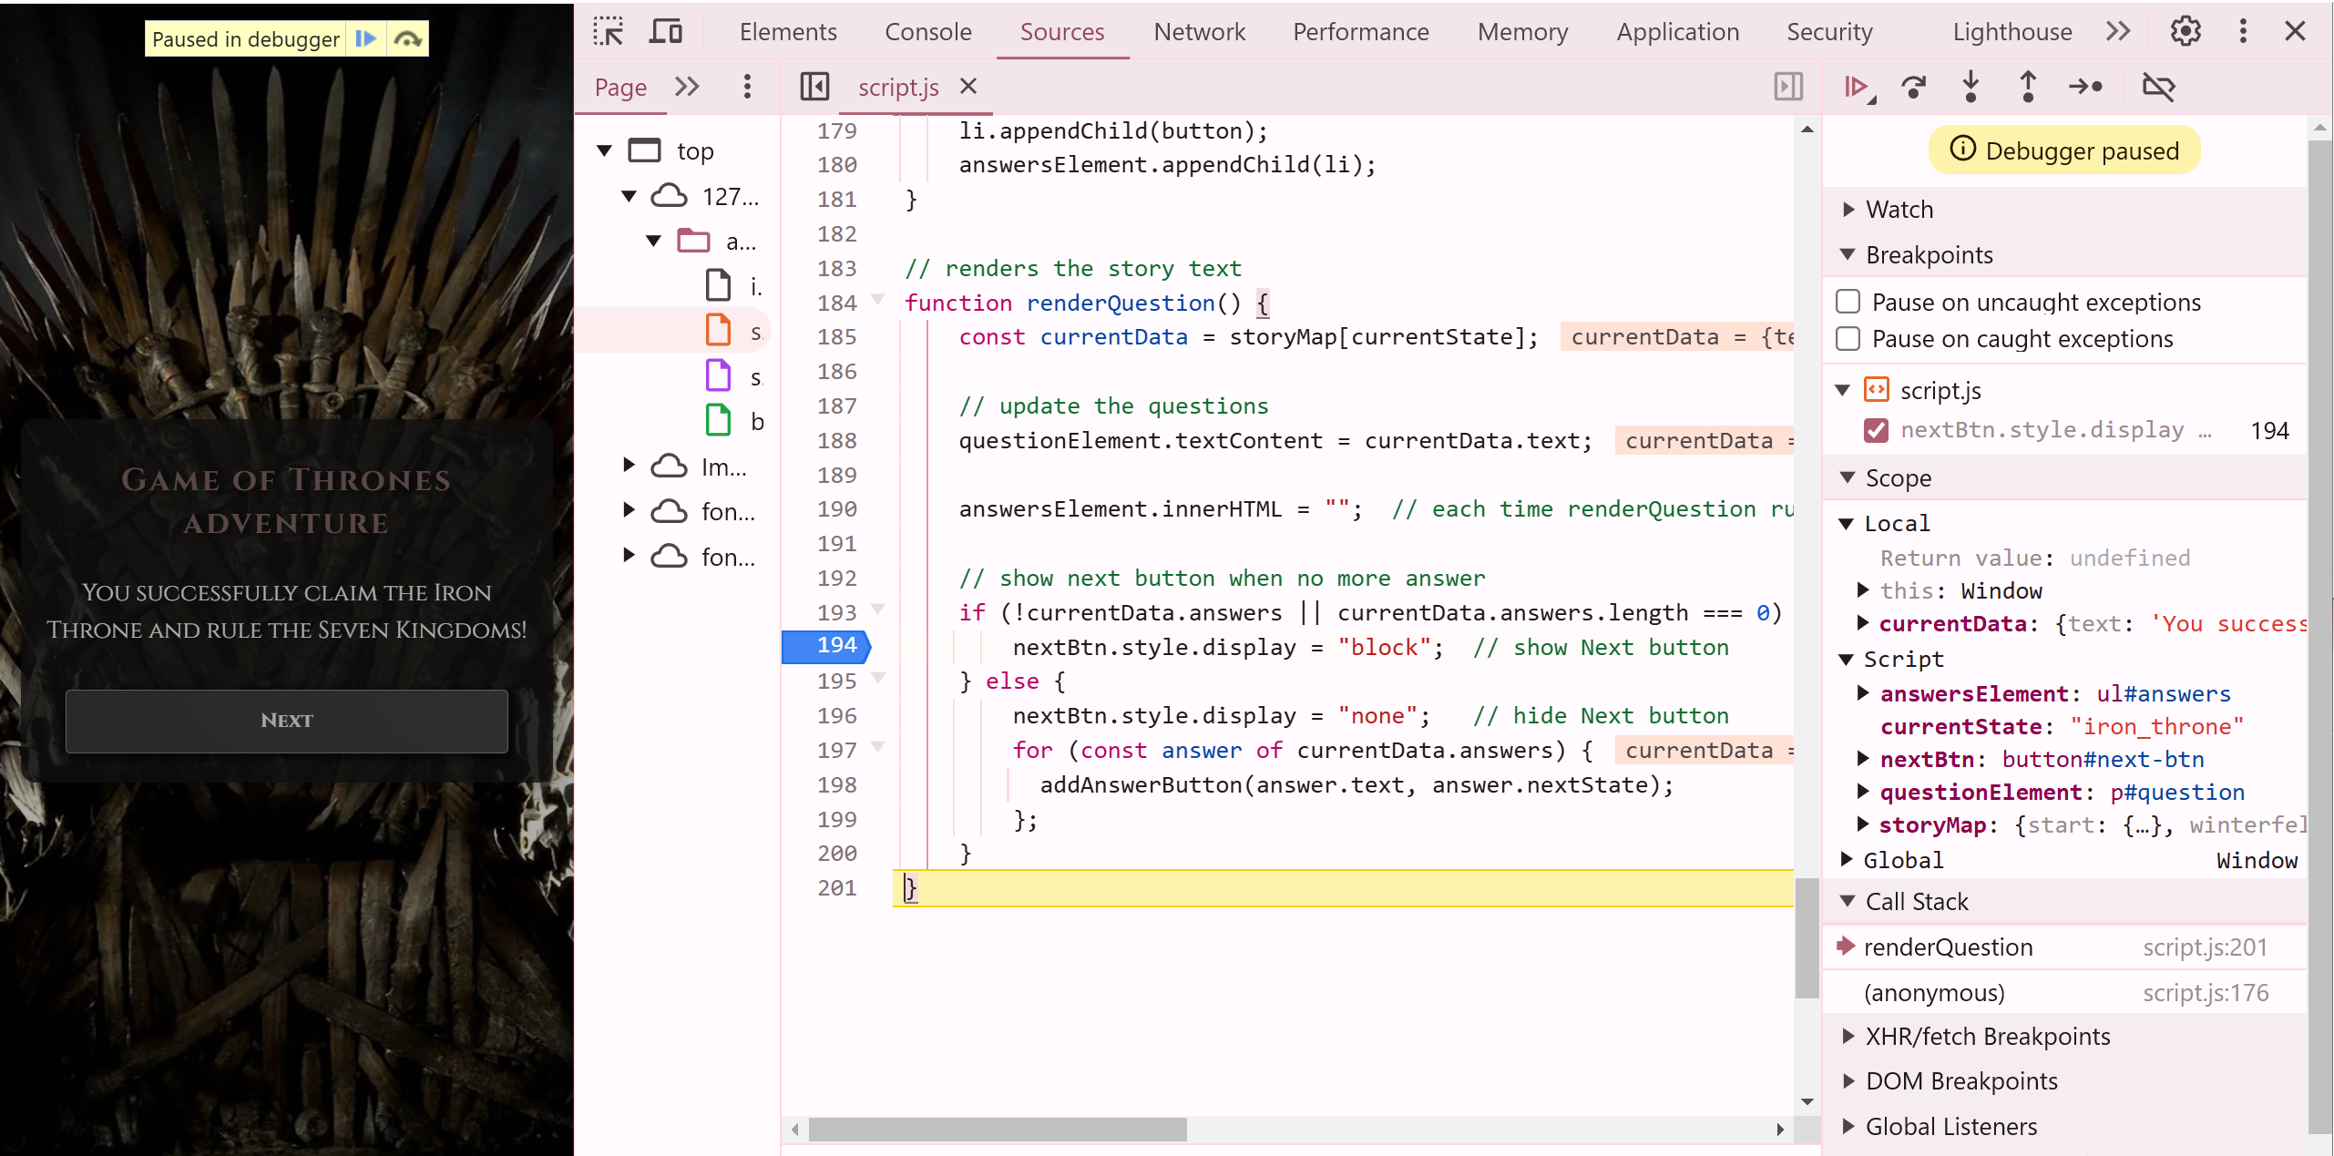 Paused in debugger
GAME OF THRONES
ADVENTURE
YOU SUCCESSFULLY CLAIM THE IRON
THRONE AND RULE THE SEVEN KINGDOMS!
NEXT
Elements Console Sources Network Performance Memory Application Security Lighthouse
Page
script.js
top
127...
a...
i.
s.
s.
b
Im...
fon...
fon...
179 li.appendChild(button);
180 answersElement.appendChild(li);
181 }
182
183 // renders the story text
184 function renderQuestion() {
185 const currentData = storyMap[currentState]; currentData = {te
186
187 // update the questions
188 questionElement.textContent = currentData.text; currentData =
189
190 answersElement.innerHTML = ""; // each time renderQuestion ru
191
192 // show next button when no more answer
193 if (!currentData.answers || currentData.answers.length === 0)
194 nextBtn.style.display = "block"; // show Next button
195 } else {
196 nextBtn.style.display = "none"; // hide Next button
197 for (const answer of currentData.answers) { currentData =
198 addAnswerButton(answer.text, answer.nextState);
199 };
200 }
201 }
Debugger paused
Watch
Breakpoints
Pause on uncaught exceptions
Pause on caught exceptions
script.js
nextBtn.style.display ... 194
Scope
Local
Return value: undefined
this: Window
currentData: {text: 'You success
Script
answersElement: ul#answers
currentState: "iron_throne"
nextBtn: button#next-btn
questionElement: p#question
storyMap: {start: {…}, winterfel
Global Window
Call Stack
renderQuestion script.js:201
(anonymous) script.js:176
XHR/fetch Breakpoints
DOM Breakpoints
Global Listeners